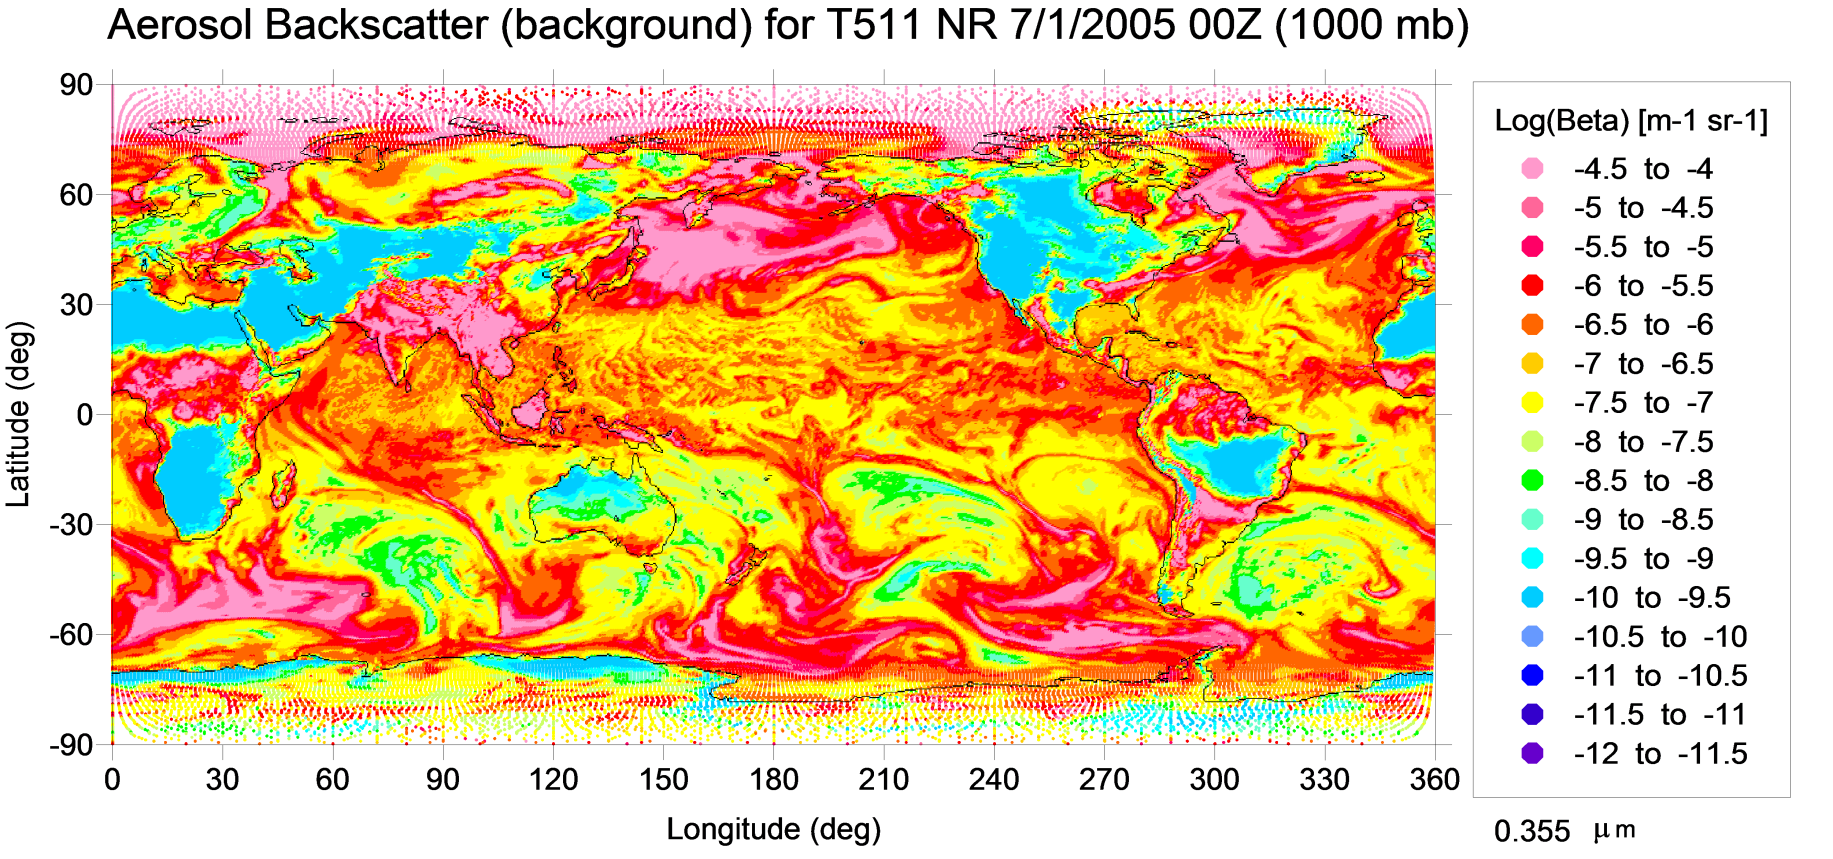 Aerosol Backscatter (background) for T511 NR 7/1/2005 00Z (1000 mb)
90
60
30
0
-30
-60
-90
Latitude (deg)
0 30 60 90 120 150 180 210 240 270 300 330 360
Longitude (deg)
Log(Beta) [m-1 sr-1]
-4.5 to -4
-5 to -4.5
-5.5 to -5
-6 to -5.5
-6.5 to -6
-7 to -6.5
-7.5 to -7
-8 to -7.5
-8.5 to -8
-9 to -8.5
-9.5 to -9
-10 to -9.5
-10.5 to -10
-11 to -10.5
-11.5 to -11
-12 to -11.5
0.355 μm